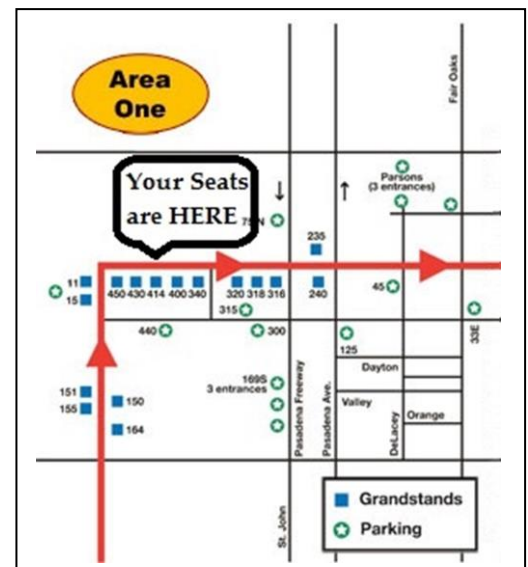 Area
One
Fair Oaks
Parsons
(3 entrances)
Your Seats
are HERE
N
235
11
15
450 430 414 400 340
320 318 316
240
45
315
440
300
125
33E
151
155
150
164
169S
3 entrances
Dayton
Valley
Orange
Pasadena Freeway
Pasadena Ave.
DeLacey
St. John
Grandstands
Parking